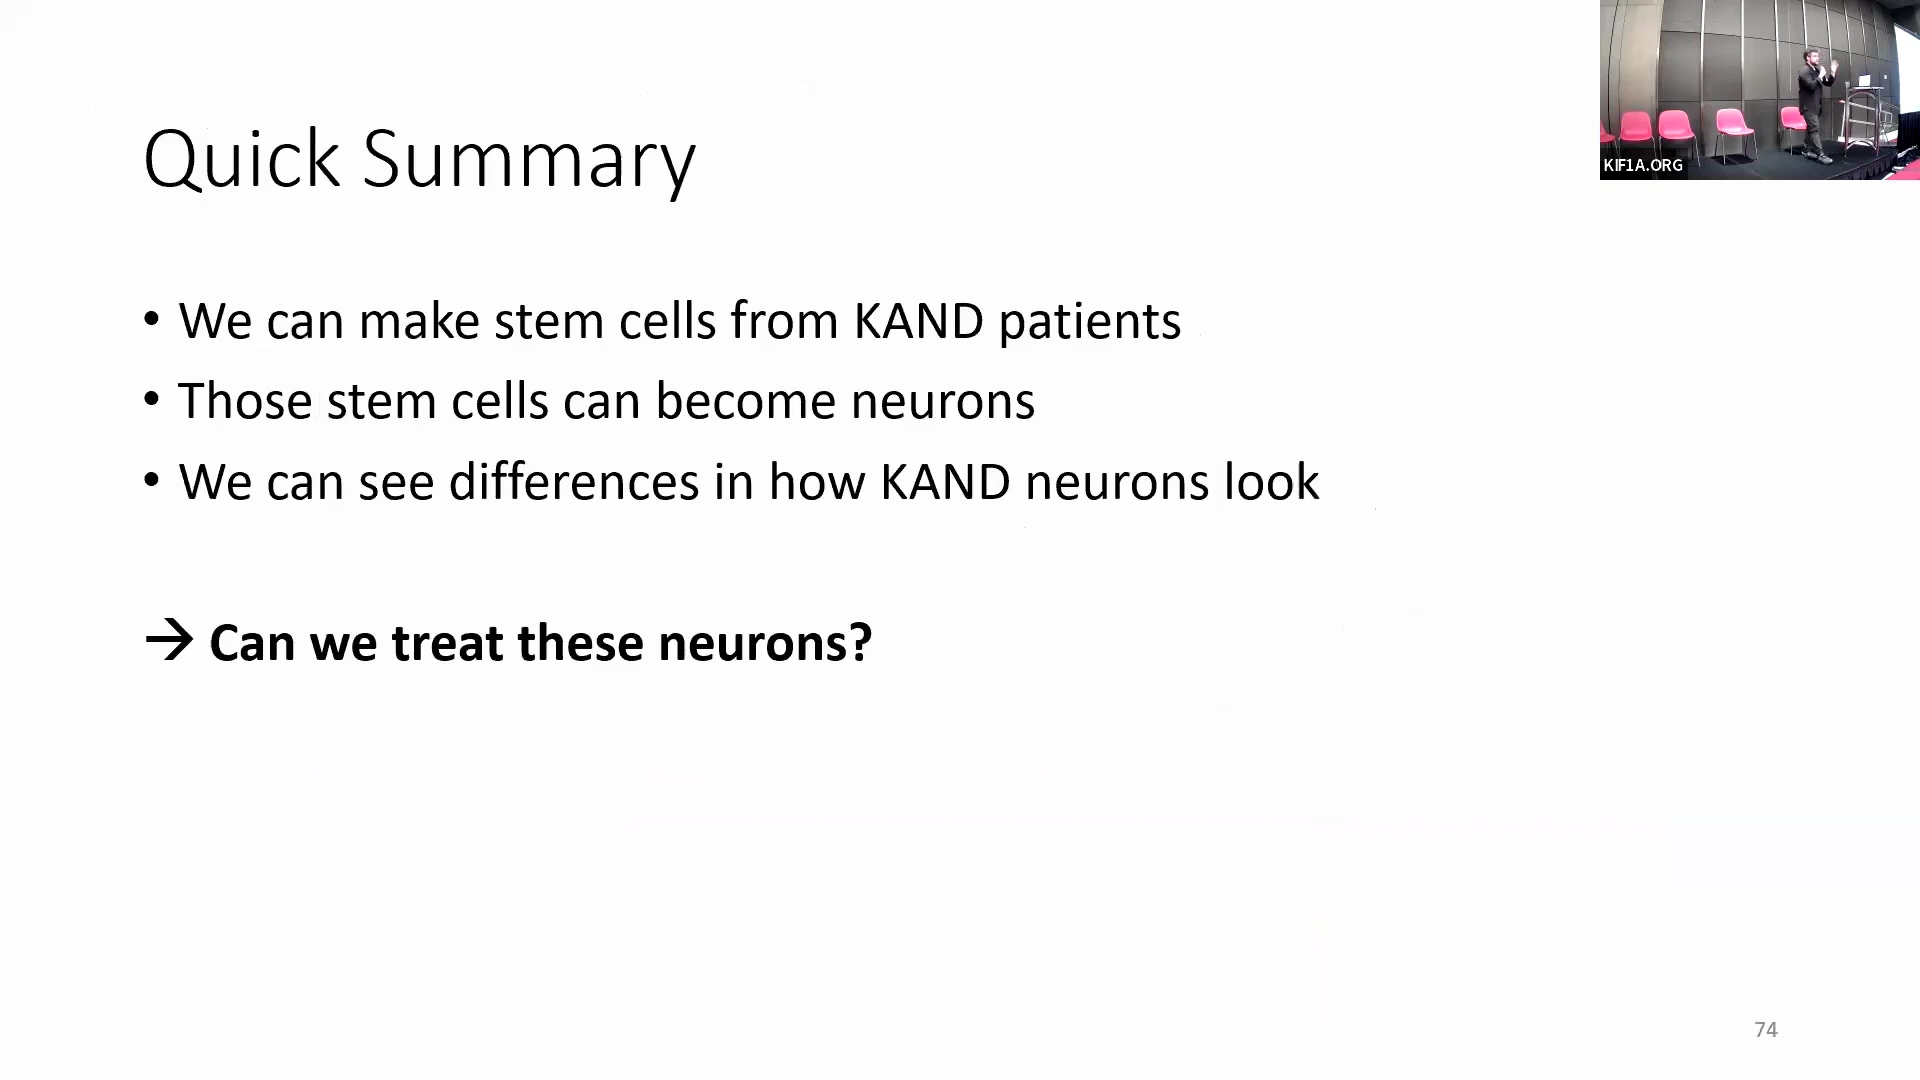 KIF1A.ORG
Quick Summary
• We can make stem cells from KAND patients
• Those stem cells can become neurons
• We can see differences in how KAND neurons look
→ Can we treat these neurons?
74